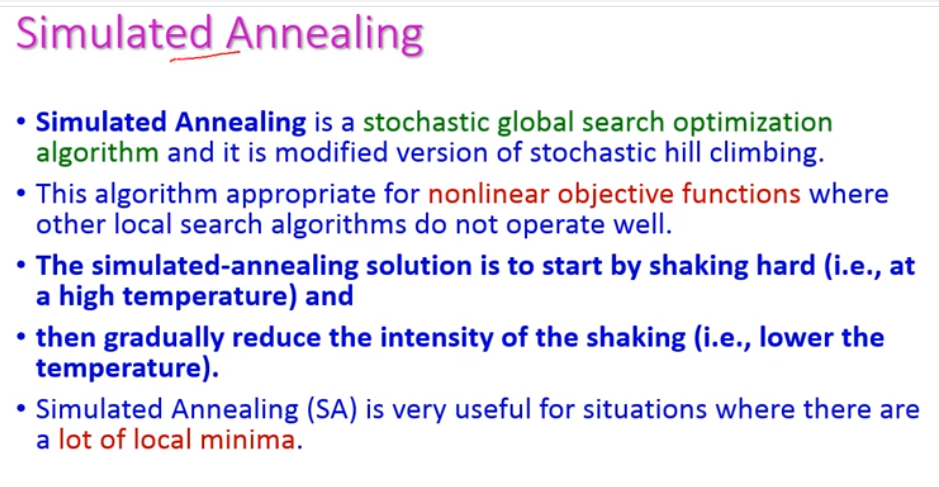 Simulated Annealing
• Simulated Annealing is a stochastic global search optimization
algorithm and it is modified version of stochastic hill climbing.
• This algorithm appropriate for nonlinear objective functions where
other local search algorithms do not operate well.
• The simulated-annealing solution is to start by shaking hard (i.e., at
a high temperature) and
• then gradually reduce the intensity of the shaking (i.e., lower the
temperature).
• Simulated Annealing (SA) is very useful for situations where there are
a lot of local minima.